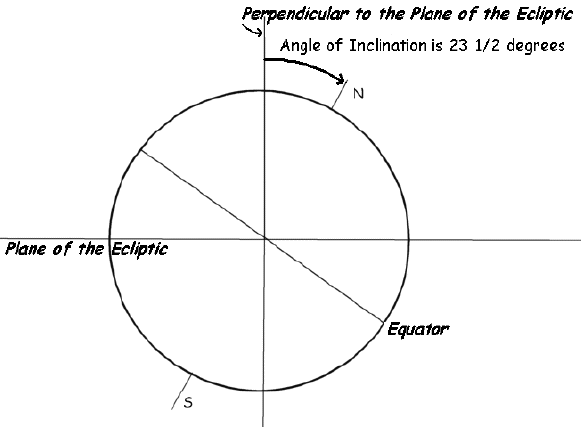 Perpendicular to the Plane of the Ecliptic
Angle of Inclination is 23 1/2 degrees
N
Plane of the Ecliptic
Equator
S